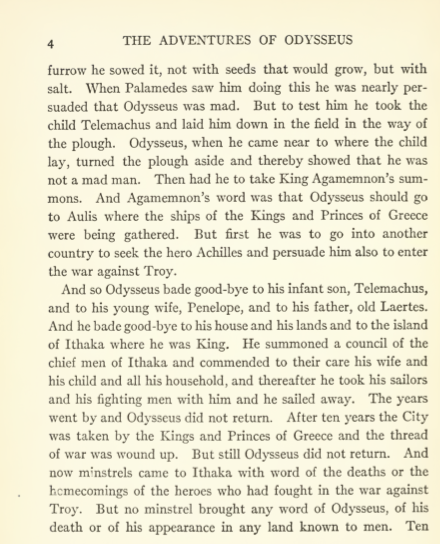 4 THE ADVENTURES OF ODYSSEUS
furrow he sowed it, not with seeds that would grow, but with
salt. When Palamedes saw him doing this he was nearly per-
suaded that Odysseus was mad. But to test him he took the
child Telemachus and laid him down in the field in the way of
the plough. Odysseus, when he came near to where the child
lay, turned the plough aside and thereby showed that he was
not a mad man. Then had he to take King Agamemnon's sum-
mons. And Agamemnon's word was that Odysseus should go
to Aulis where the ships of the Kings and Princes of Greece
were being gathered. But first he was to go into another
country to seek the hero Achilles and persuade him also to enter
the war against Troy.
And so Odysseus bade good-bye to his infant son, Telemachus,
and to his young wife, Penelope, and to his father, old Laertes.
And he bade good-bye to his house and his lands and to the island
of Ithaka where he was King. He summoned a council of the
chief men of Ithaka and commended to their care his wife and
his child and all his household, and thereafter he took his sailors
and his fighting men with him and he sailed away. The years
went by and Odysseus did not return. After ten years the City
was taken by the Kings and Princes of Greece and the thread
of war was wound up. But still Odysseus did not return. And
now minstrels came to Ithaka with word of the deaths or the
homecomings of the heroes who had fought in the war against
Troy. But no minstrel brought any word of Odysseus, of his
death or of his appearance in any land known to men. Ten